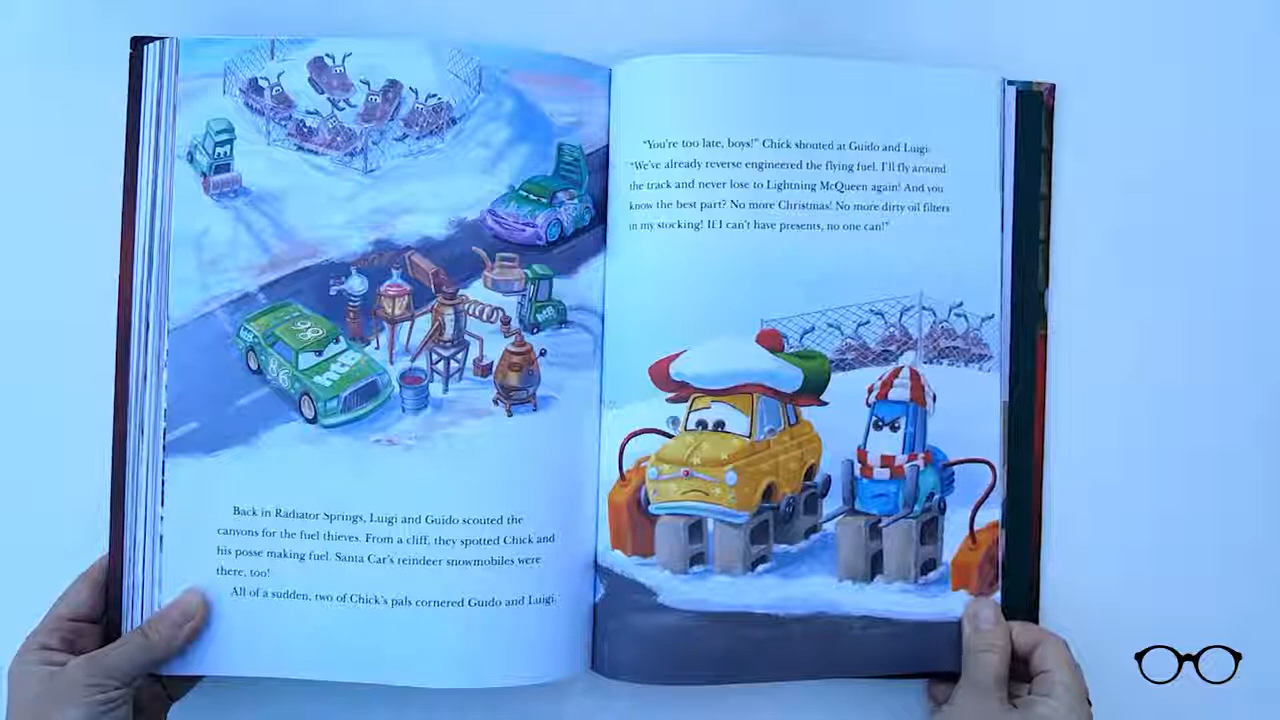 Back in Radiator Springs, Luigi and Guido scouted the
canyons for the fuel thieves. From a cliff, they spotted Chick and
his posse making fuel. Santa Car's reindeer snowmobiles were
there, too!
All of a sudden, two of Chick's pals cornered Guido and Luigi.
"You're too late, boys!" Chick shouted at Guido and Luigi.
"We've already reverse engineered the flying fuel. I'll fly around
the track and never lose to Lightning McQueen again! And you
know the best part? No more Christmas! No more dirty oil filters
in my stocking! If I can't have presents, no one can!"
86
htB
htB